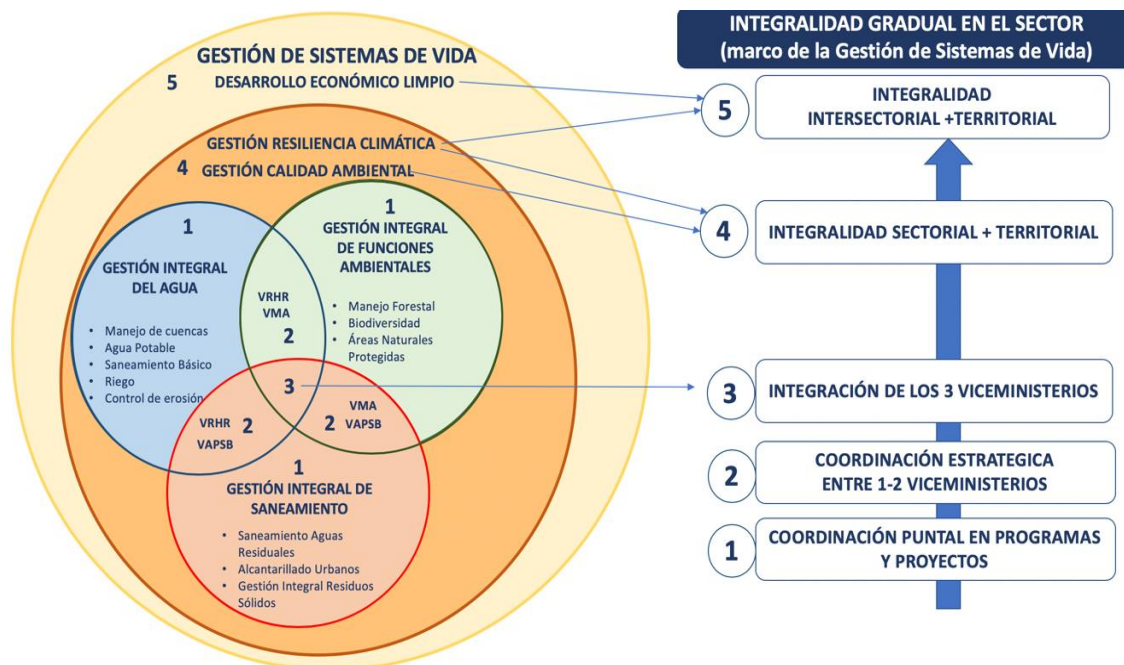 GESTIÓN DE SISTEMAS DE VIDA
5 DESARROLLO ECONÓMICO LIMPIO
GESTIÓN RESILIENCIA CLIMÁTICA
4 GESTIÓN CALIDAD AMBIENTAL
1
GESTIÓN INTEGRAL
DEL AGUA
• Manejo de cuencas
• Agua Potable
• Saneamiento Básico
• Riego
• Control de erosión
1
GESTIÓN INTEGRAL
DE FUNCIONES
AMBIENTALES
• Manejo Forestal
• Biodiversidad
• Áreas Naturales
Protegidas
VRHR
VMA
2
3
VRHR 2
VAPSB
VMA
2 VAPSB
1
GESTIÓN INTEGRAL DE
SANEAMIENTO
• Saneamiento Aguas
Residuales
• Alcantarillado Urbanos
• Gestión Integral Residuos
Sólidos
INTEGRALIDAD GRADUAL EN EL SECTOR
(marco de la Gestión de Sistemas de Vida)
5
INTEGRALIDAD
INTERSECTORIAL +TERRITORIAL
4
INTEGRALIDAD SECTORIAL + TERRITORIAL
3
INTEGRACIÓN DE LOS 3 VICEMINISTERIOS
2
COORDINACIÓN ESTRATEGICA
ENTRE 1-2 VICEMINISTERIOS
1
COORDINACIÓN PUNTAL EN PROGRAMAS
Y PROYECTOS